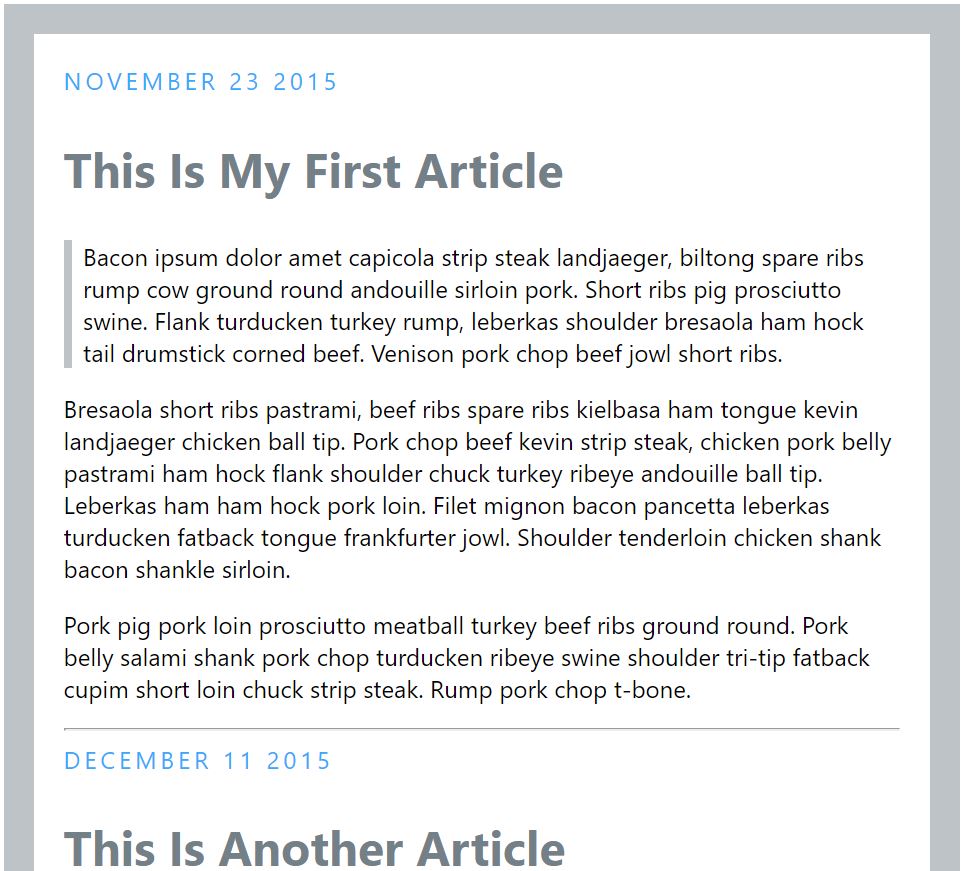 NOVEMBER 23 2015
This Is My First Article
Bacon ipsum dolor amet capicola strip steak landjaeger, biltong spare ribs
rump cow ground round andouille sirloin pork. Short ribs pig prosciutto
swine. Flank turducken turkey rump, leberkas shoulder bresaola ham hock
tail drumstick corned beef. Venison pork chop beef jowl short ribs.
Bresaola short ribs pastrami, beef ribs spare ribs kielbasa ham tongue kevin
landjaeger chicken ball tip. Pork chop beef kevin strip steak, chicken pork belly
pastrami ham hock flank shoulder chuck turkey ribeye andouille ball tip.
Leberkas ham ham hock pork loin. Filet mignon bacon pancetta leberkas
turducken fatback tongue frankfurter jowl. Shoulder tenderloin chicken shank
bacon shankle sirloin.
Pork pig pork loin prosciutto meatball turkey beef ribs ground round. Pork
belly salami shank pork chop turducken ribeye swine shoulder tri-tip fatback
cupim short loin chuck strip steak. Rump pork chop t-bone.
DECEMBER 11 2015
This Is Another Article